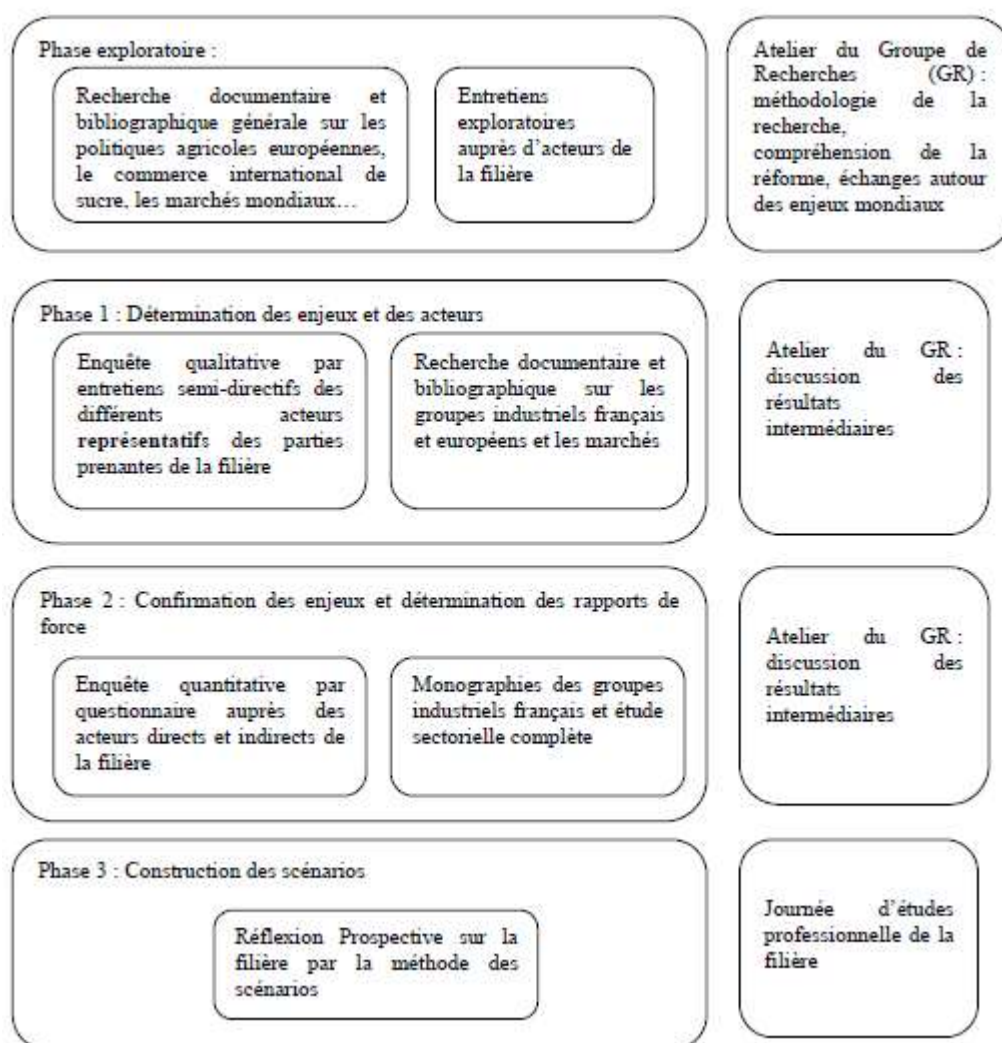 Phase exploratoire :
Recherche documentaire et
bibliographique générale sur les
politiques agricoles européennes,
le commerce international de
sucre, les marchés mondiaux…
Entretiens
exploratoires
auprès d’acteurs de
la filière
Atelier du Groupe de
Recherches (GR) :
méthodologie de la
recherche,
compréhension de la
réforme, échanges autour
des enjeux mondiaux
Phase 1 : Détermination des enjeux et des acteurs
Enquête qualitative par
entretiens semi-directifs des
différents acteurs
représentatifs des parties
prenantes de la filière
Recherche documentaire et
bibliographique sur les
groupes industriels français
et européens et les marchés
Atelier du GR :
discussion des
résultats
intermédiaires
Phase 2 : Confirmation des enjeux et détermination des rapports de
force
Enquête quantitative par
questionnaire auprès des
acteurs directs et indirects de
la filière
Monographies des groupes
industriels français et étude
sectorielle complète
Atelier du GR :
discussion des
résultats
intermédiaires
Phase 3 : Construction des scénarios
Réflexion Prospective sur la
filière par la méthode des
scénarios
Journée d’études
professionnelle de la
filière